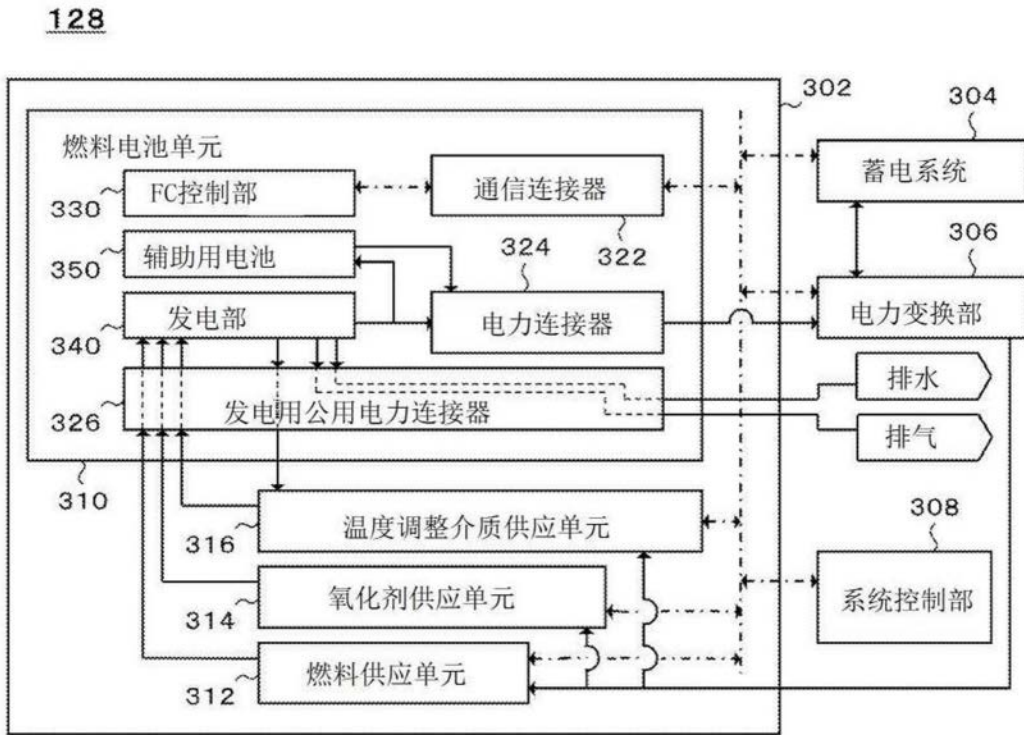 128
302
304
燃料电池单元
蓄电系统
FC控制部
通信连接器
330
322
306
辅助用电池
324
350
发电部
电力连接器
电力变换部
340
排水
发电用公用电力连接器
326
排气
310
温度调整介质供应单元
316
308
氧化剂供应单元
系统控制部
314
燃料供应单元
312